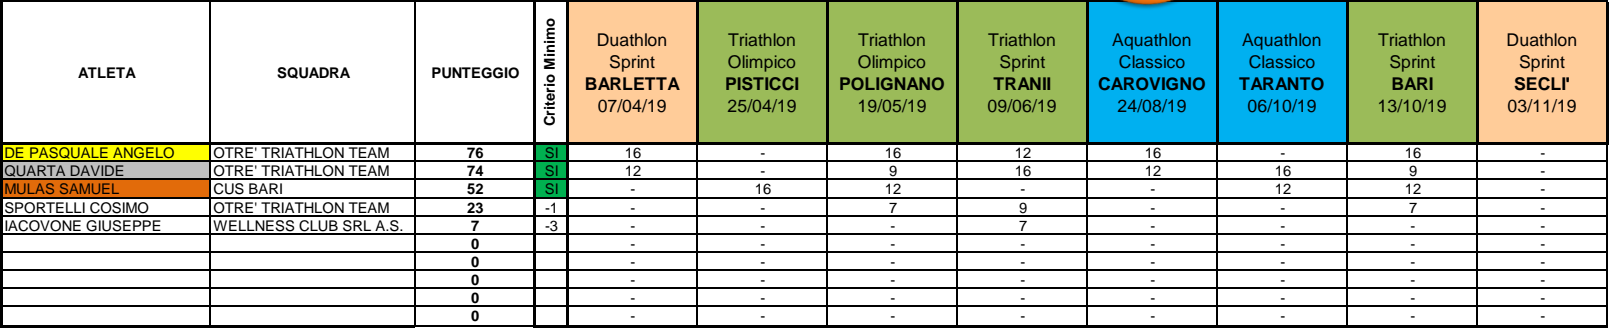 ATLETA SQUADRA PUNTEGGIO Criterio Minimo
Duathlon Sprint BARLETTA 07/04/19
Triathlon Olimpico PISTICCI 25/04/19
Triathlon Olimpico POLIGNANO 19/05/19
Triathlon Sprint TRANII 09/06/19
Aquathlon Classico CAROVIGNO 24/08/19
Aquathlon Classico TARANTO 06/10/19
Triathlon Sprint BARI 13/10/19
Duathlon Sprint SECLI' 03/11/19
DE PASQUALE ANGELO OTRE' TRIATHLON TEAM 76 SI 16 - 16 12 16 - 16 -
QUARTA DAVIDE OTRE' TRIATHLON TEAM 74 SI 12 - 9 16 12 16 9 -
MULAS SAMUEL CUS BARI 52 SI - 16 12 - - 12 12 -
SPORTELLI COSIMO OTRE' TRIATHLON TEAM 23 -1 - - 7 9 - - 7 -
IACOVONE GIUSEPPE WELLNESS CLUB SRL A.S. 7 -3 - - - 7 - - - -
0 - - - - - - - -
0 - - - - - - - -
0 - - - - - - - -
0 - - - - - - - -
0 - - - - - - - -